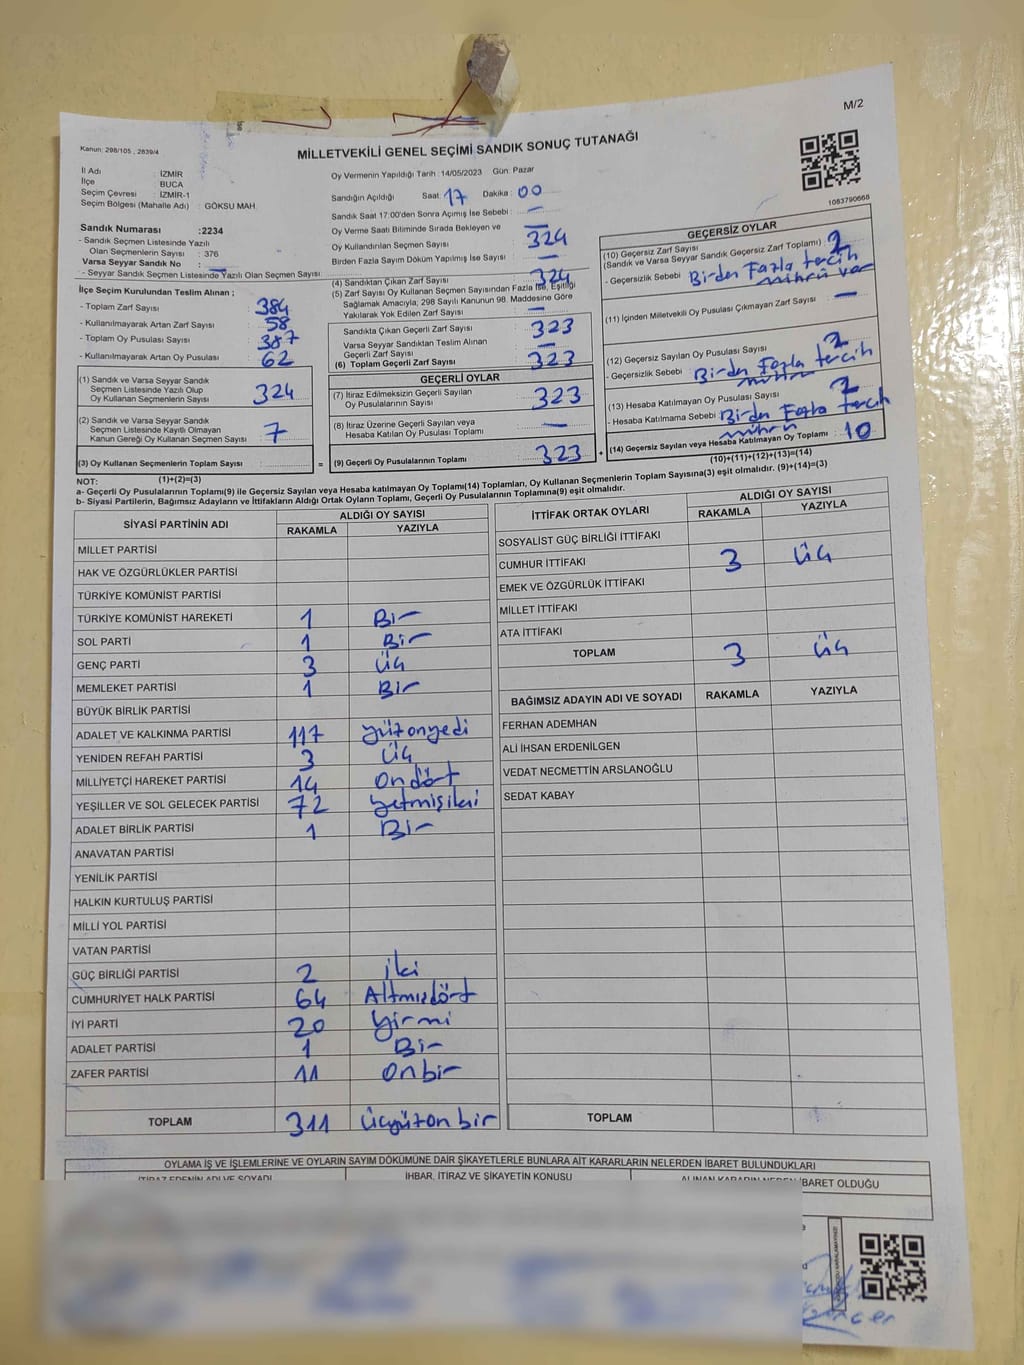 M/2
Kanun: 298/105 , 2839/4
MİLLETVEKİLİ GENEL SEÇİMİ SANDIK SONUÇ TUTANAĞI
1083790668
İl Adı : İZMİR
İlçe : BUCA
Seçim Çevresi : İZMİR-1
Seçim Bölgesi (Mahalle Adı) : GÖKSU MAH.
Sandık Numarası :2234
- Sandık Seçmen Listesinde Yazılı
Olan Seçmenlerin Sayısı : 376
Varsa Seyyar Sandık No : —
- Seyyar Sandık Seçmen Listesinde Yazılı Olan Seçmen Sayısı:
İlçe Seçim Kurulundan Teslim Alınan ;
- Toplam Zarf Sayısı : 384
- Kullanılmayarak Artan Zarf Sayısı : 58
- Toplam Oy Pusulası Sayısı : 387
- Kullanılmayarak Artan Oy Pusulası : 62
(1) Sandık ve Varsa Seyyar Sandık
Seçmen Listesinde Yazılı Olup
Oy Kullanan Seçmenlerin Sayısı : 324
(2) Sandık ve Varsa Seyyar Sandık
Seçmen Listesinde Kayıtlı Olmayan
Kanun Gereği Oy Kullanan Seçmen Sayısı : 7
(3) Oy Kullanan Seçmenlerin Toplam Sayısı :
(1)+(2)=(3)
Oy Vermenin Yapıldığı Tarih : 14/05/2023 Gün: Pazar
Sandığın Açıldığı Saat: 17 Dakika : 00
Sandık Saat 17:00'den Sonra Açımış İse Sebebi : —
Oy Verme Saati Bitiminde Sırada Bekleyen ve
Oy Kullandırılan Seçmen Sayısı : 324
Birden Fazla Sayım Döküm Yapılmış İse Sayısı : —
(4) Sandıktan Çıkan Zarf Sayısı : 324
(5) Zarf Sayısı Oy Kullanan Seçmen Sayısından Fazla İse, Eşitliği
Sağlamak Amacıyla; 298 Sayılı Kanunun 98. Maddesine Göre
Yakılarak Yok Edilen Zarf Sayısı : —
Sandıkta Çıkan Geçerli Zarf Sayısı : 323
Varsa Seyyar Sandıktan Teslim Alınan
Geçerli Zarf Sayısı : —
(6) Toplam Geçerli Zarf Sayısı : 323
GEÇERLİ OYLAR
(7) İtiraz Edilmeksizin Geçerli Sayılan
Oy Pusulalarının Sayısı : 323
(8) İtiraz Üzerine Geçerli Sayılan veya
Hesaba Katılan Oy Pusulası Toplamı : —
= (9) Geçerli Oy Pusulalarının Toplamı : 323 +
GEÇERSİZ OYLAR
(10) Geçersiz Zarf Sayısı
(Sandık ve Varsa Seyyar Sandık Geçersiz Zarf Toplamı) : 2
- Geçersizlik Sebebi : Birden Fazla tercih
mührü var
(11) İçinden Milletvekili Oy Pusulası Çıkmayan Zarf Sayısı : —
(12) Geçersiz Sayılan Oy Pusulası Sayısı : 2
- Geçersizlik Sebebi : Birden Fazla tercih
mührü
(13) Hesaba Katılmayan Oy Pusulası Sayısı : 2
- Hesaba Katılmama Sebebi : Birden Fazla tercih
mührü
(14) Geçersiz Sayılan veya Hesaba Katılmayan Oy Toplamı : 10
(10)+(11)+(12)+(13)=(14)
NOT:
a- Geçerli Oy Pusulalarının Toplamı(9) ile Geçersiz Sayılan veya Hesaba katılmayan Oy Toplamı(14) Toplamları, Oy Kullanan Seçmenlerin Toplam Sayısına(3) eşit olmalıdır. (9)+(14)=(3)
b- Siyasi Partilerin, Bağımsız Adayların ve İttifakların Aldığı Ortak Oyların Toplamı, Geçerli Oy Pusulalarının Toplamına(9) eşit olmalıdır.
SİYASİ PARTİNİN ADI ALDIĞI OY SAYISI
RAKAMLA YAZIYLA
MİLLET PARTİSİ
HAK VE ÖZGÜRLÜKLER PARTİSİ
TÜRKİYE KOMÜNİST PARTİSİ
TÜRKİYE KOMÜNİST HAREKETİ 1 Bir
SOL PARTİ 1 Bir
GENÇ PARTİ 3 Üç
MEMLEKET PARTİSİ 1 Bir
BÜYÜK BİRLİK PARTİSİ
ADALET VE KALKINMA PARTİSİ 117 yüzonyedi
YENİDEN REFAH PARTİSİ 3 Üç
MİLLİYETÇİ HAREKET PARTİSİ 14 Ondört
YEŞİLLER VE SOL GELECEK PARTİSİ 72 yetmişiki
ADALET BİRLİK PARTİSİ 1 Bir
ANAVATAN PARTİSİ
YENİLİK PARTİSİ
HALKIN KURTULUŞ PARTİSİ
MİLLİ YOL PARTİSİ
VATAN PARTİSİ
GÜÇ BİRLİĞİ PARTİSİ 2 iki
CUMHURİYET HALK PARTİSİ 64 Altmışdört
İYİ PARTİ 20 Yirmi
ADALET PARTİSİ 1 Bir
ZAFER PARTİSİ 11 Onbir
TOPLAM 311 Üçyüzonbir
İTTİFAK ORTAK OYLARI ALDIĞI OY SAYISI
RAKAMLA YAZIYLA
SOSYALİST GÜÇ BİRLİĞİ İTTİFAKI
CUMHUR İTTİFAKI 3 Üç
EMEK VE ÖZGÜRLÜK İTTİFAKI
MİLLET İTTİFAKI
ATA İTTİFAKI
TOPLAM 3 Üç
BAĞIMSIZ ADAYIN ADI VE SOYADI RAKAMLA YAZIYLA
FERHAN ADEMHAN
ALİ İHSAN ERDENİLGEN
VEDAT NECMETTİN ARSLANOĞLU
SEDAT KABAY
TOPLAM
OYLAMA İŞ VE İŞLEMLERİNE VE OYLARIN SAYIM DÖKÜMÜNE DAİR ŞİKAYETLERLE BUNLARA AİT KARARLARIN NELERDEN İBARET BULUNDUKLARI
İTİRAZ EDENİN ADI VE SOYADI İHBAR, İTİRAZ VE ŞİKAYETİN KONUSU ALINAN KARARIN NEDEN İBARET OLDUĞU